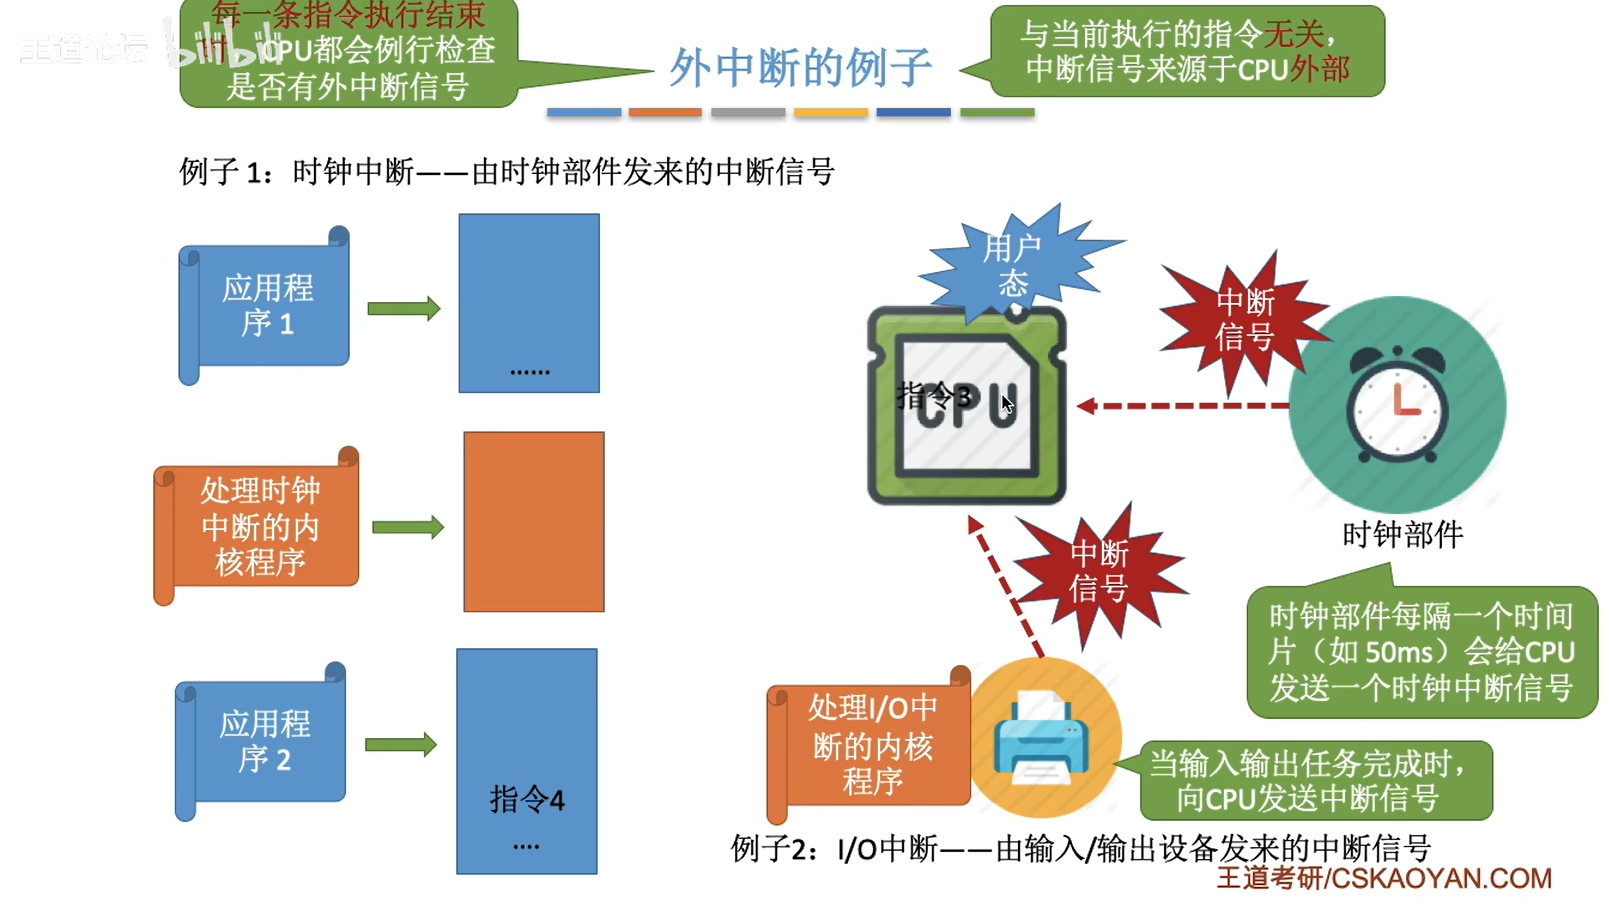 每一条指令执行结束
时，CPU都会例行检查
是否有外中断信号
王道论坛 bilibili
外中断的例子
与当前执行的指令无关，
中断信号来源于CPU外部
例子 1：时钟中断——由时钟部件发来的中断信号
应用程
序 1
……
用户
态
中断
信号
指令3
CPU
处理时钟
中断的内
核程序
时钟部件
中断
信号
时钟部件每隔一个时间
片（如 50ms）会给CPU
发送一个时钟中断信号
应用程
序 2
指令4
....
处理I/O中
断的内核
程序
当输入输出任务完成时，
向CPU发送中断信号
例子2：I/O中断——由输入/输出设备发来的中断信号
王道考研/CSKAOYAN.COM